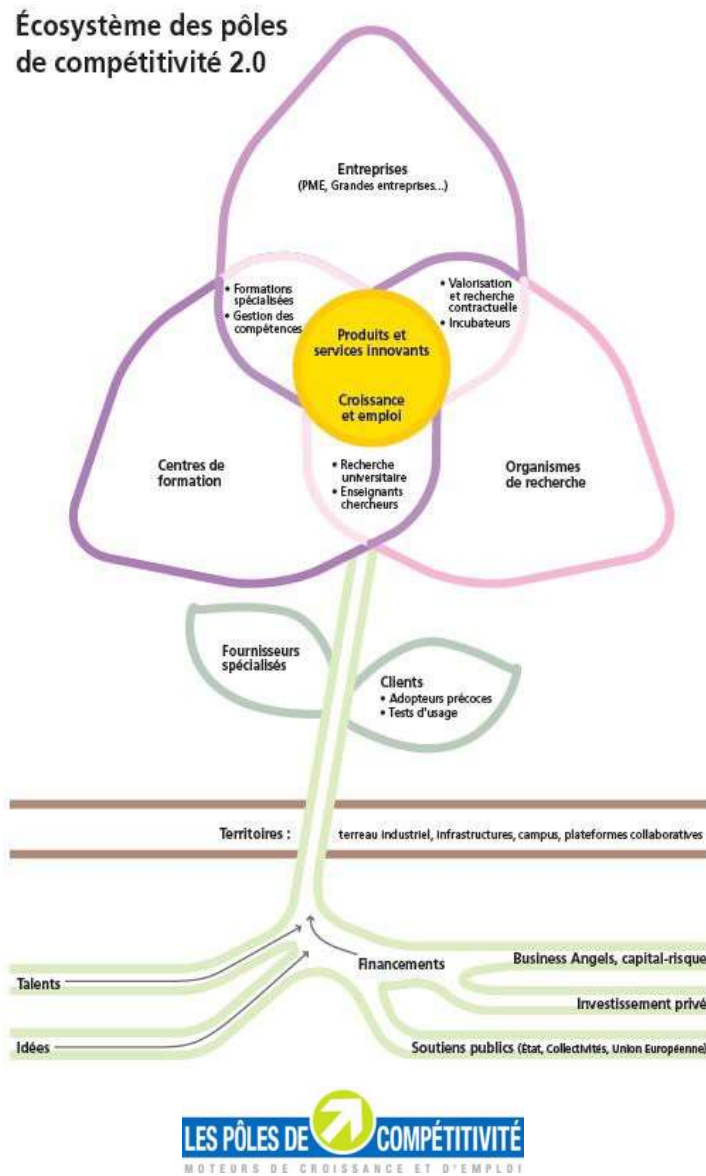 Écosystème des pôles
de compétitivité 2.0
Entreprises
(PME, Grandes entreprises...)
• Formations
spécialisées
• Gestion des
compétences
• Valorisation
et recherche
contractuelle
• Incubateurs
Produits et
services innovants
Croissance
et emploi
Centres de
formation
• Recherche
universitaire
• Enseignants
chercheurs
Organismes
de recherche
Fournisseurs
spécialisés
Clients
• Adopteurs précoces
• Tests d'usage
Territoires : terreau industriel, infrastructures, campus, plateformes collaboratives
Talents
Financements
Business Angels, capital-risque
Investissement privé
Idées
Soutiens publics (État, Collectivités, Union Européenne)
LES PÔLES DE COMPÉTITIVITÉ
MOTEURS DE CROISSANCE ET D'EMPLOI